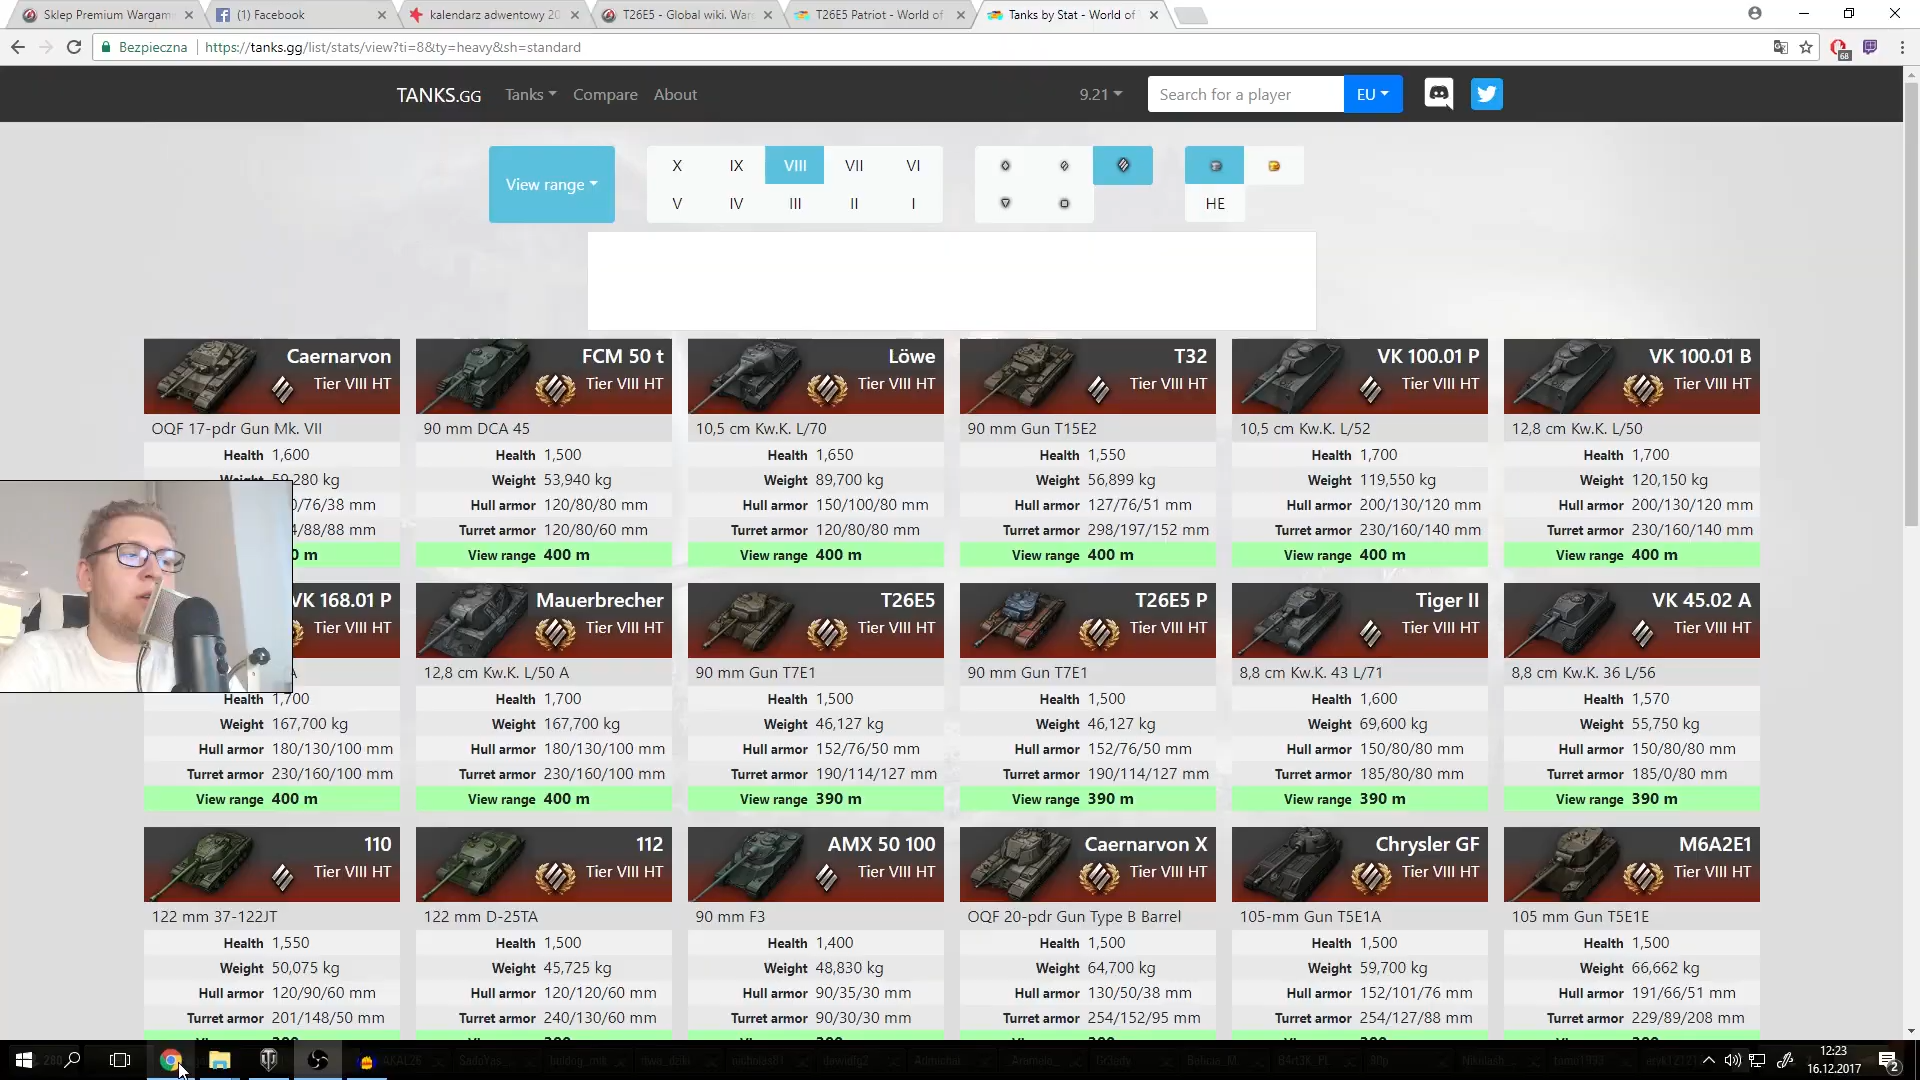 Sklep Premium Wargam
(1) Facebook
kalendarz adwentowy 20
T26E5 - Global wiki. War
T26E5 Patriot - World of
Tanks by Stat - World of
Bezpieczna https://tanks.gg/list/stats/view?ti=8&ty=heavy&sh=standard
68
TANKS.GG Tanks Compare About 9.21 Search for a player EU
View range
X IX VIII VII VI
V IV III II I
HE
Caernarvon
Tier VIII HT
OQF 17-pdr Gun Mk. VII
Health 1,600
Weight 59,280 kg
0/76/38 mm
4/88/88 mm
0 m
FCM 50 t
Tier VIII HT
90 mm DCA 45
Health 1,500
Weight 53,940 kg
Hull armor 120/80/80 mm
Turret armor 120/80/60 mm
View range 400 m
Löwe
Tier VIII HT
10,5 cm Kw.K. L/70
Health 1,650
Weight 89,700 kg
Hull armor 150/100/80 mm
Turret armor 120/80/80 mm
View range 400 m
T32
Tier VIII HT
90 mm Gun T15E2
Health 1,550
Weight 56,899 kg
Hull armor 127/76/51 mm
Turret armor 298/197/152 mm
View range 400 m
VK 100.01 P
Tier VIII HT
10,5 cm Kw.K. L/52
Health 1,700
Weight 119,550 kg
Hull armor 200/130/120 mm
Turret armor 230/160/140 mm
View range 400 m
VK 100.01 B
Tier VIII HT
12,8 cm Kw.K. L/50
Health 1,700
Weight 120,150 kg
Hull armor 200/130/120 mm
Turret armor 230/160/140 mm
View range 400 m
VK 168.01 P
Tier VIII HT
A
Health 1,700
Weight 167,700 kg
Hull armor 180/130/100 mm
Turret armor 230/160/100 mm
View range 400 m
Mauerbrecher
Tier VIII HT
12,8 cm Kw.K. L/50 A
Health 1,700
Weight 167,700 kg
Hull armor 180/130/100 mm
Turret armor 230/160/100 mm
View range 400 m
T26E5
Tier VIII HT
90 mm Gun T7E1
Health 1,500
Weight 46,127 kg
Hull armor 152/76/50 mm
Turret armor 190/114/127 mm
View range 390 m
T26E5 P
Tier VIII HT
90 mm Gun T7E1
Health 1,500
Weight 46,127 kg
Hull armor 152/76/50 mm
Turret armor 190/114/127 mm
View range 390 m
Tiger II
Tier VIII HT
8,8 cm Kw.K. 43 L/71
Health 1,600
Weight 69,600 kg
Hull armor 150/80/80 mm
Turret armor 185/80/80 mm
View range 390 m
VK 45.02 A
Tier VIII HT
8,8 cm Kw.K. 36 L/56
Health 1,570
Weight 55,750 kg
Hull armor 150/80/80 mm
Turret armor 185/0/80 mm
View range 390 m
110
Tier VIII HT
122 mm 37-122JT
Health 1,550
Weight 50,075 kg
Hull armor 120/90/60 mm
Turret armor 201/148/50 mm
112
Tier VIII HT
122 mm D-25TA
Health 1,500
Weight 45,725 kg
Hull armor 120/120/60 mm
Turret armor 240/130/60 mm
AMX 50 100
Tier VIII HT
90 mm F3
Health 1,400
Weight 48,830 kg
Hull armor 90/35/30 mm
Turret armor 90/30/30 mm
Caernarvon X
Tier VIII HT
OQF 20-pdr Gun Type B Barrel
Health 1,500
Weight 64,700 kg
Hull armor 130/50/38 mm
Turret armor 254/152/95 mm
Chrysler GF
Tier VIII HT
105-mm Gun T5E1A
Health 1,500
Weight 59,700 kg
Hull armor 152/101/76 mm
Turret armor 254/127/88 mm
M6A2E1
Tier VIII HT
105 mm Gun T5E1E
Health 1,500
Weight 66,662 kg
Hull armor 191/66/51 mm
Turret armor 229/89/208 mm
12:23
16.12.2017
2